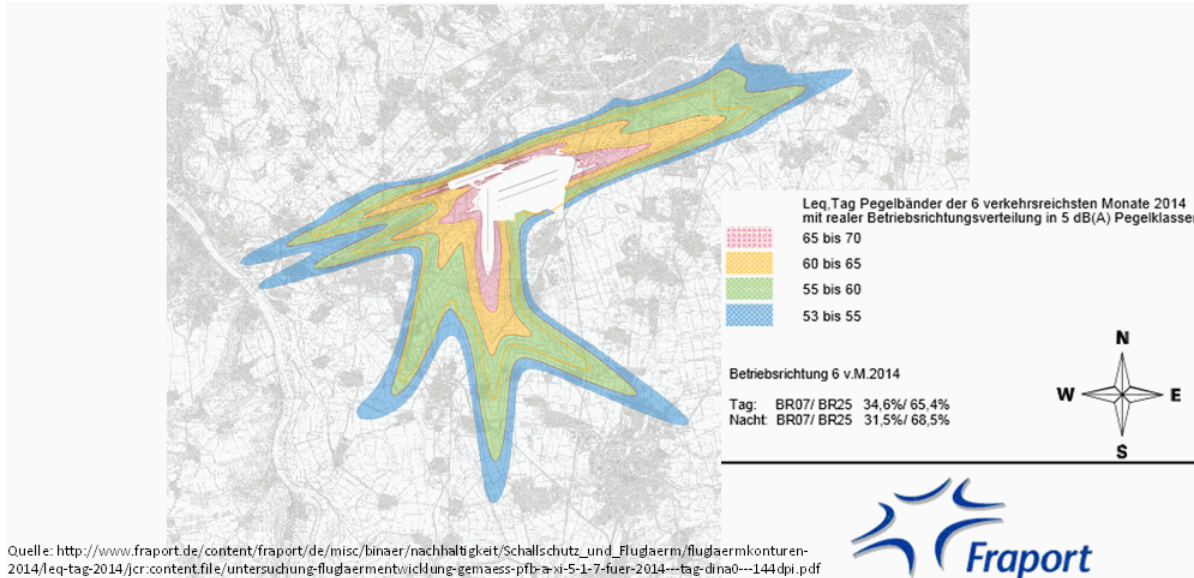 Leq,Tag Pegelbänder der 6 verkehrsreichsten Monate 2014
mit realer Betriebsrichtungsverteilung in 5 dB(A) Pegelklasse
65 bis 70
60 bis 65
55 bis 60
53 bis 55
Betriebsrichtung 6 v.M.2014
Tag: BR07/ BR25 34,6%/ 65,4%
Nacht: BR07/ BR25 31,5%/ 68,5%
N
W E
S
Fraport
Quelle: http://www.fraport.de/content/fraport/de/misc/binaer/nachhaltigkeit/Schallschutz_und_Fluglaerm/fluglaermkonturen-
2014/leq-tag-2014/jcr:content.file/untersuchung-fluglaermentwicklung-gemaess-pfb-a-xi-5-1-7-fuer-2014---tag-dina0---144dpi.pdf